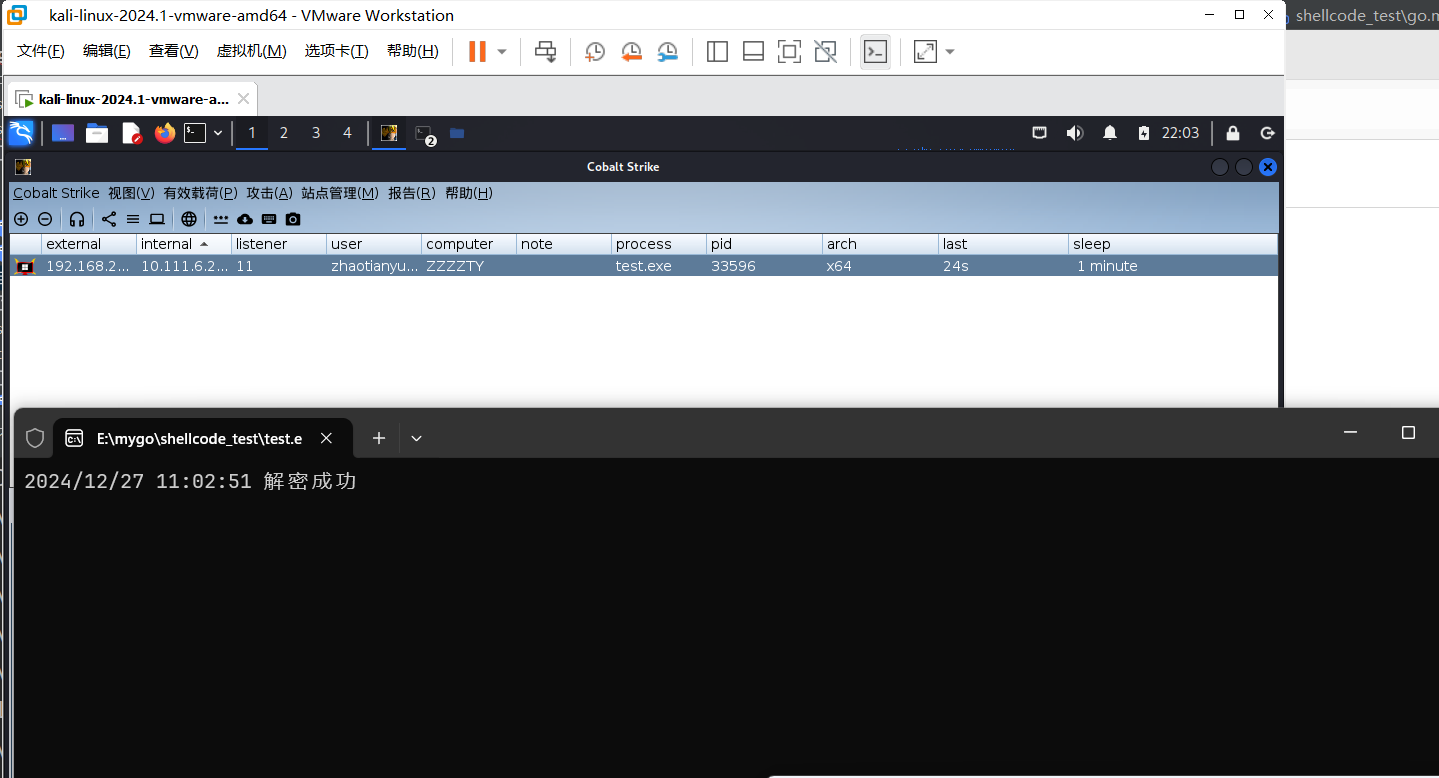 kali-linux-2024.1-vmware-amd64 - VMware Workstation
shellcode_test\go.m
文件(F) 编辑(E) 查看(V) 虚拟机(M) 选项卡(T) 帮助(H)
kali-linux-2024.1-vmware-a...
1 2 3 4 2 22:03
Cobalt Strike
Cobalt Strike 视图(V) 有效载荷(P) 攻击(A) 站点管理(M) 报告(R) 帮助(H)
external internal listener user computer note process pid arch last sleep
192.168.2... 10.111.6.2... 11 zhaotianyu... ZZZZTY test.exe 33596 x64 24s 1 minute
E:\mygo\shellcode_test\test.e
2024/12/27 11:02:51 解密成功